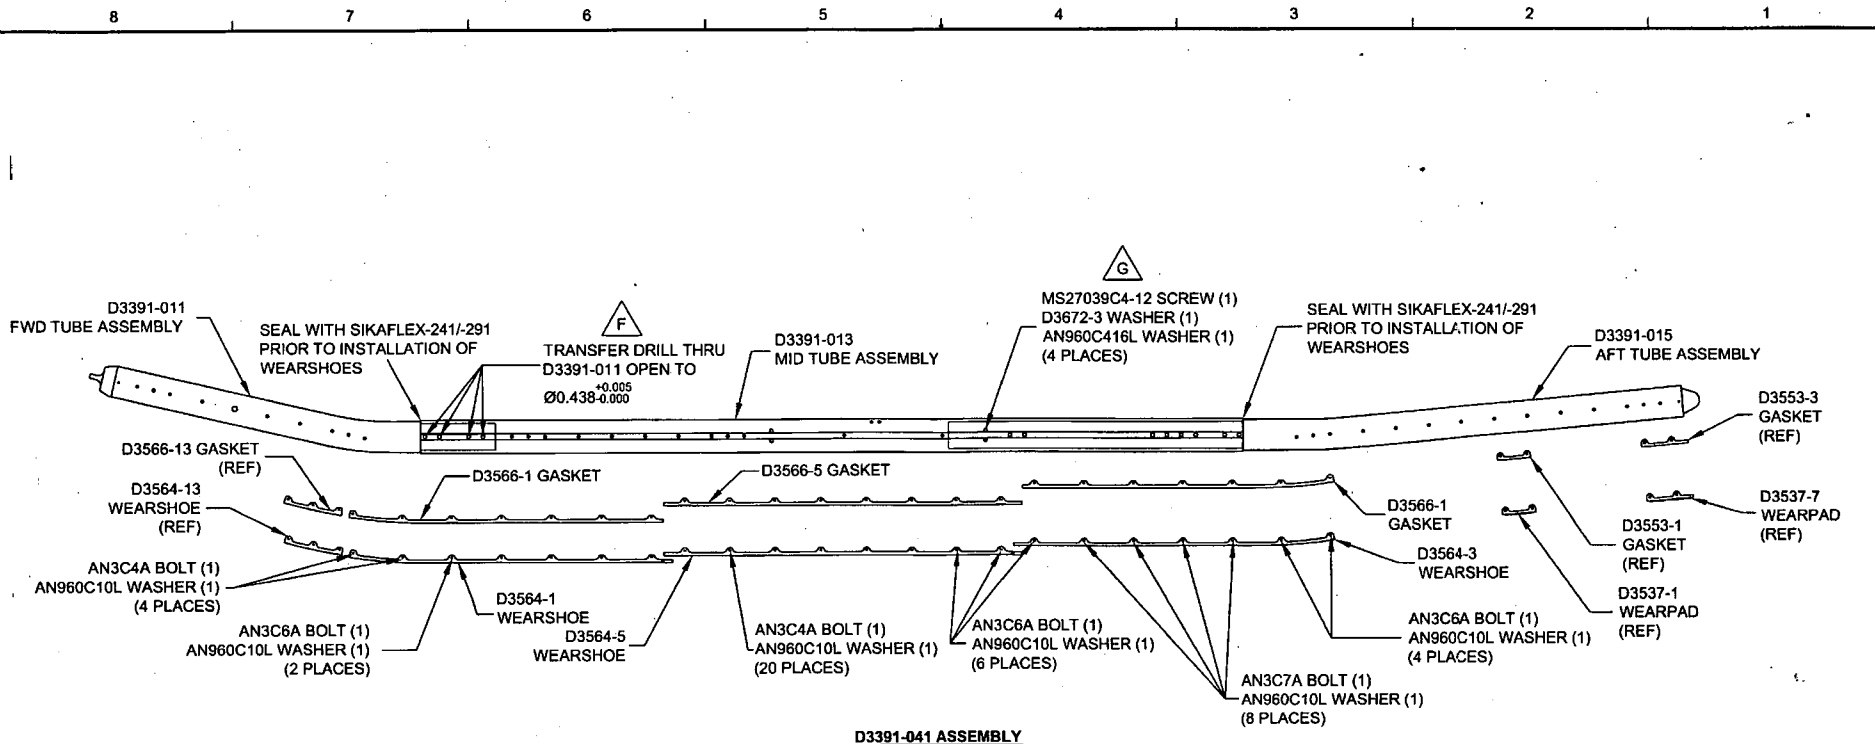 8 7 6 5 4 3 2 1
D3391-011
FWD TUBE ASSEMBLY
SEAL WITH SIKAFLEX-241/-291
PRIOR TO INSTALLATION OF
WEARSHOES
F
TRANSFER DRILL THRU
D3391-011 OPEN TO
Ø0.438+0.005
-0.000
D3391-013
MID TUBE ASSEMBLY
G
MS27039C4-12 SCREW (1)
D3672-3 WASHER (1)
AN960C416L WASHER (1)
(4 PLACES)
SEAL WITH SIKAFLEX-241/-291
PRIOR TO INSTALLATION OF
WEARSHOES
D3391-015
AFT TUBE ASSEMBLY
D3553-3
GASKET
(REF)
D3566-13 GASKET
(REF)
D3566-1 GASKET
D3566-5 GASKET
D3564-13
WEARSHOE
(REF)
D3566-1
GASKET
D3553-1
GASKET
(REF)
D3537-7
WEARPAD
(REF)
AN3C4A BOLT (1)
AN960C10L WASHER (1)
(4 PLACES)
D3564-1
WEARSHOE
D3564-3
WEARSHOE
D3537-1
WEARPAD
(REF)
AN3C6A BOLT (1)
AN960C10L WASHER (1)
(2 PLACES)
D3564-5
WEARSHOE
AN3C4A BOLT (1)
AN960C10L WASHER (1)
(20 PLACES)
AN3C6A BOLT (1)
AN960C10L WASHER (1)
(6 PLACES)
AN3C7A BOLT (1)
AN960C10L WASHER (1)
(8 PLACES)
AN3C6A BOLT (1)
AN960C10L WASHER (1)
(4 PLACES)
D3391-041 ASSEMBLY